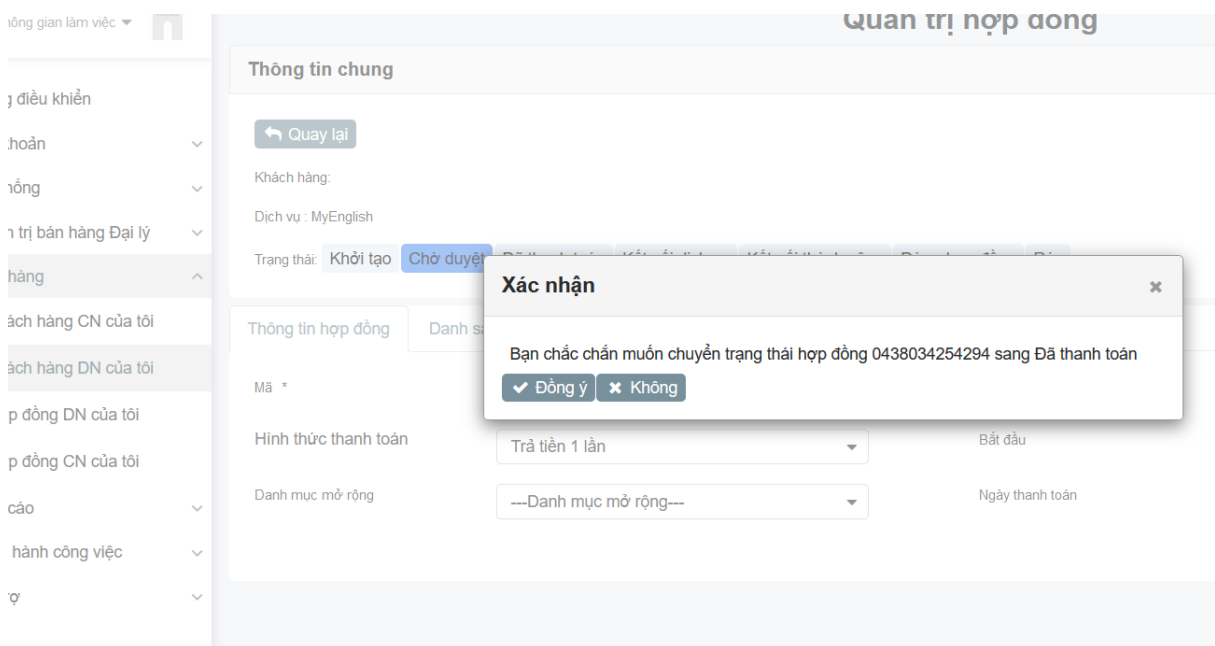 gian làm việc
Quản trị hợp đồng
Thông tin chung
điều khiển
Quay lại
Khách hàng:
Dịch vụ : MyEnglish
trị bán hàng Đại lý
Trạng thái: Khởi tạo Chờ duyệt
hàng
Xác nhận
hàng CN của tôi
Thông tin hợp đồng Danh
Bạn chắc chắn muốn chuyển trạng thái hợp đồng 0438034254294 sang Đã thanh toán
hàng DN của tôi
Đồng ý Không
Mã *
đồng DN của tôi
Hình thức thanh toán Trả tiền 1 lần Bắt đầu
đồng CN của tôi
Danh mục mở rộng ---Danh mục mở rộng--- Ngày thanh toán
cáo
hành công việc